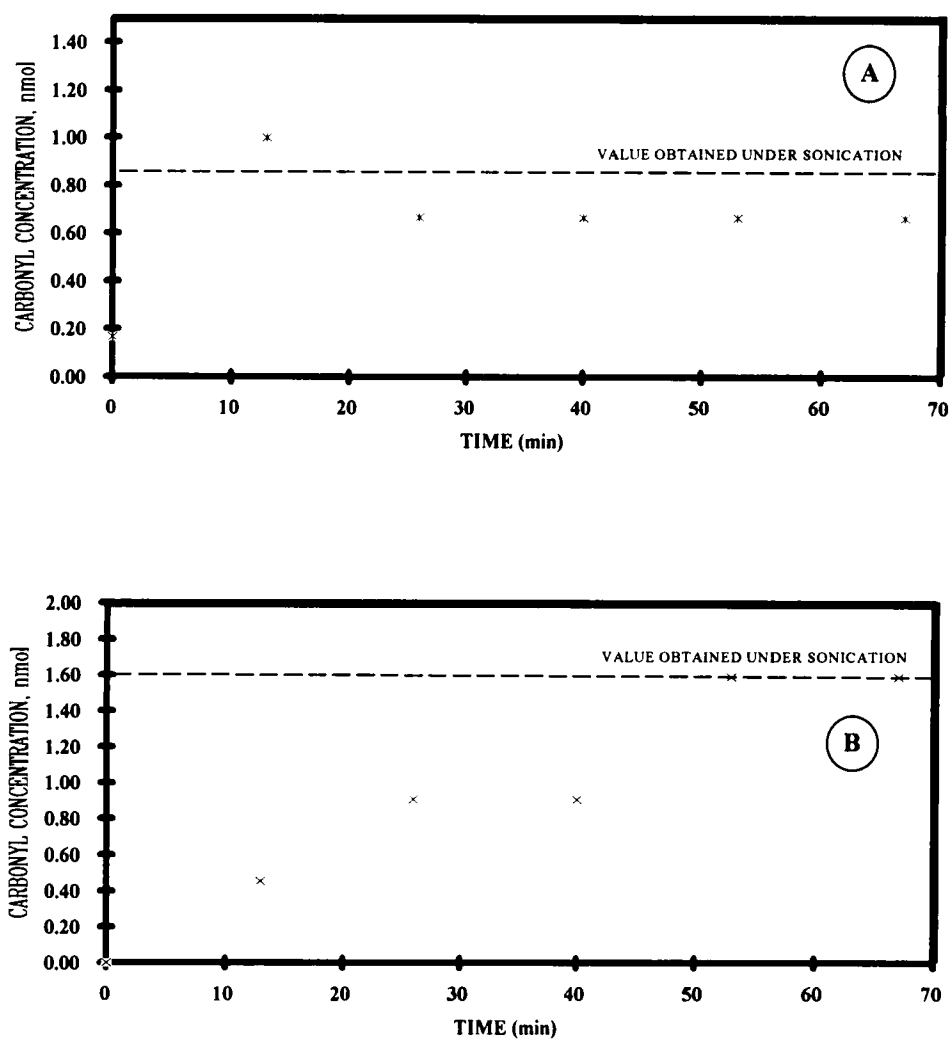 CARBONYL CONCENTRATION, nmol
1.40
1.20
1.00
0.80
0.60
0.40
0.20
0.00
A
VALUE OBTAINED UNDER SONICATION
0 10 20 30 40 50 60 70
TIME (min)
CARBONYL CONCENTRATION, nmol
2.00
1.80
1.60
1.40
1.20
1.00
0.80
0.60
0.40
0.20
0.00
VALUE OBTAINED UNDER SONICATION
B
0 10 20 30 40 50 60 70
TIME (min)